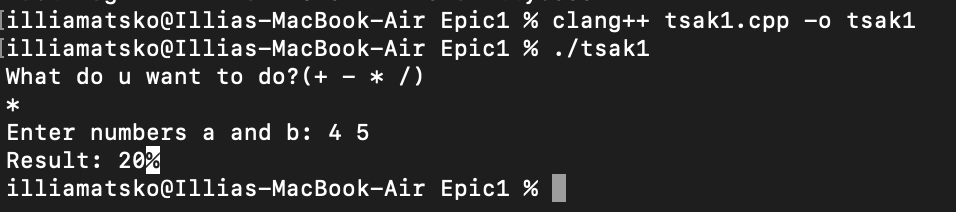 [illiamatsko@Illias-MacBook-Air Epic1 % clang++ tsak1.cpp -o tsak1
[illiamatsko@Illias-MacBook-Air Epic1 % ./tsak1
What do u want to do?(+ - * /)
*
Enter numbers a and b: 4 5
Result: 20%
illiamatsko@Illias-MacBook-Air Epic1 %